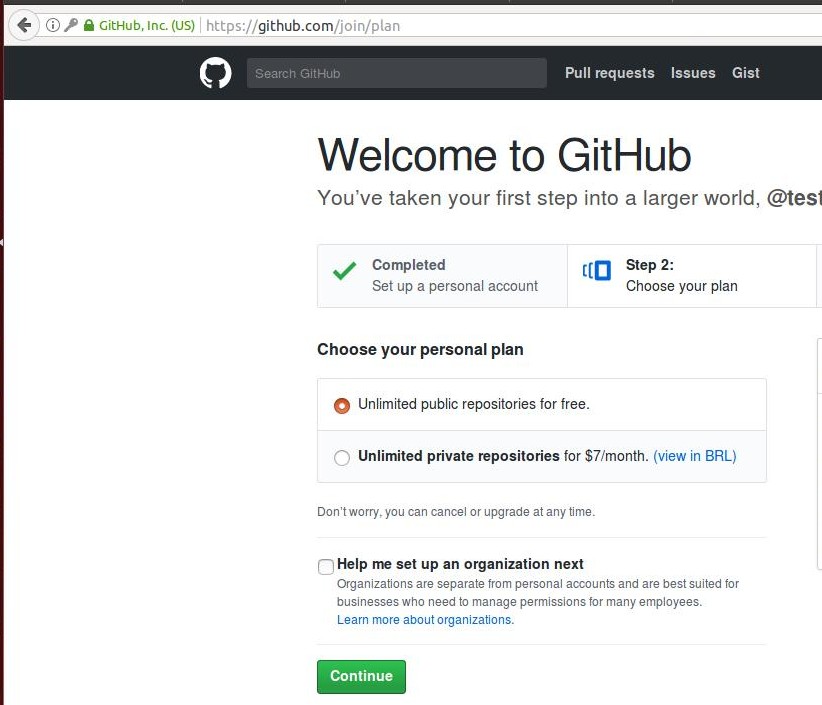 GitHub, Inc. (US) https://github.com/join/plan
Search GitHub Pull requests Issues Gist
Welcome to GitHub
You’ve taken your first step into a larger world, @test
Completed
Set up a personal account
Step 2:
Choose your plan
Choose your personal plan
Unlimited public repositories for free.
Unlimited private repositories for $7/month. (view in BRL)
Don’t worry, you can cancel or upgrade at any time.
Help me set up an organization next
Organizations are separate from personal accounts and are best suited for
businesses who need to manage permissions for many employees.
Learn more about organizations.
Continue